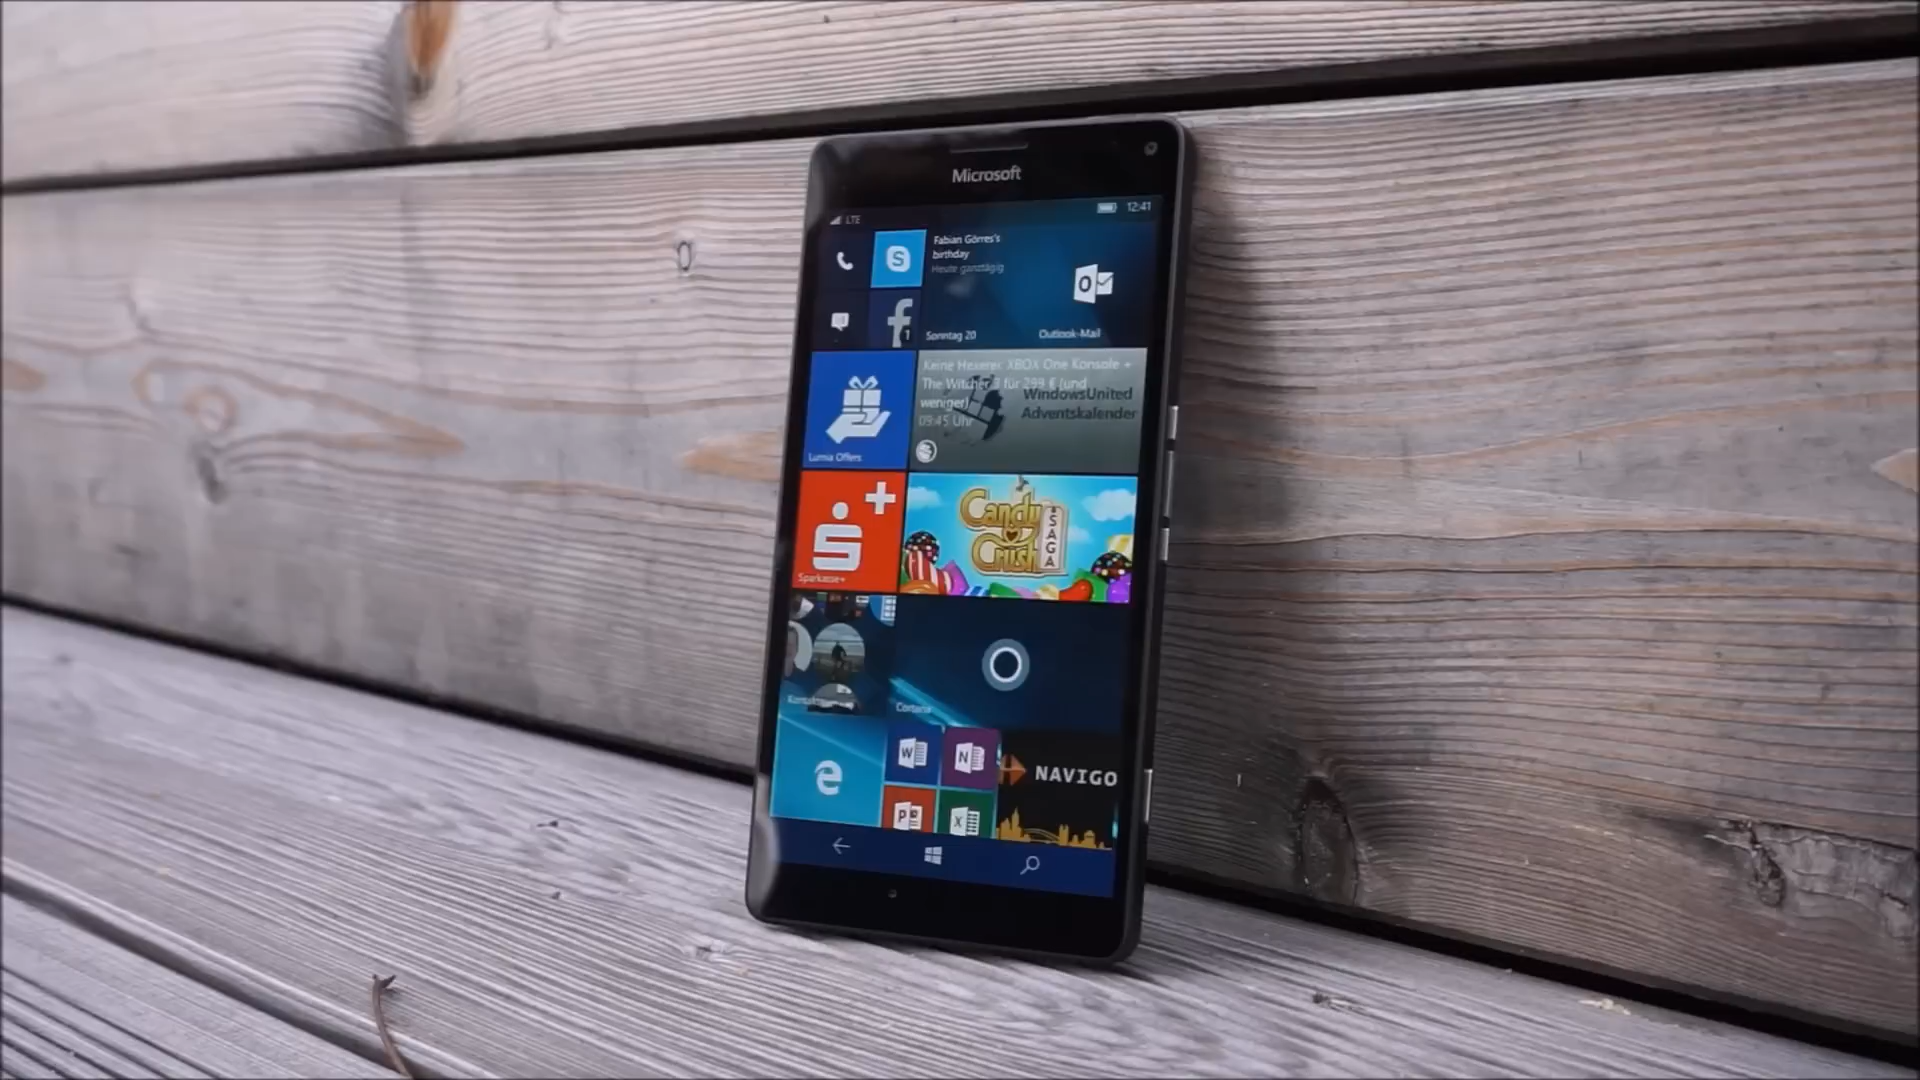 Microsoft
LTE
12:41
S
Fabian Görres's
birthday
Heute ganztägig
1
Sonntag 20
Outlook-Mail
Lumia Offers
Keine Hexerei: XBOX One Konsole +
The Witcher 3 für 299 € (und
weniger)
09:45 Uhr
WindowsUnited
Adventskalender
Sparkasse+
Candy
Crush
SAGA
Cortana
W
N
P
X
NAVIGO